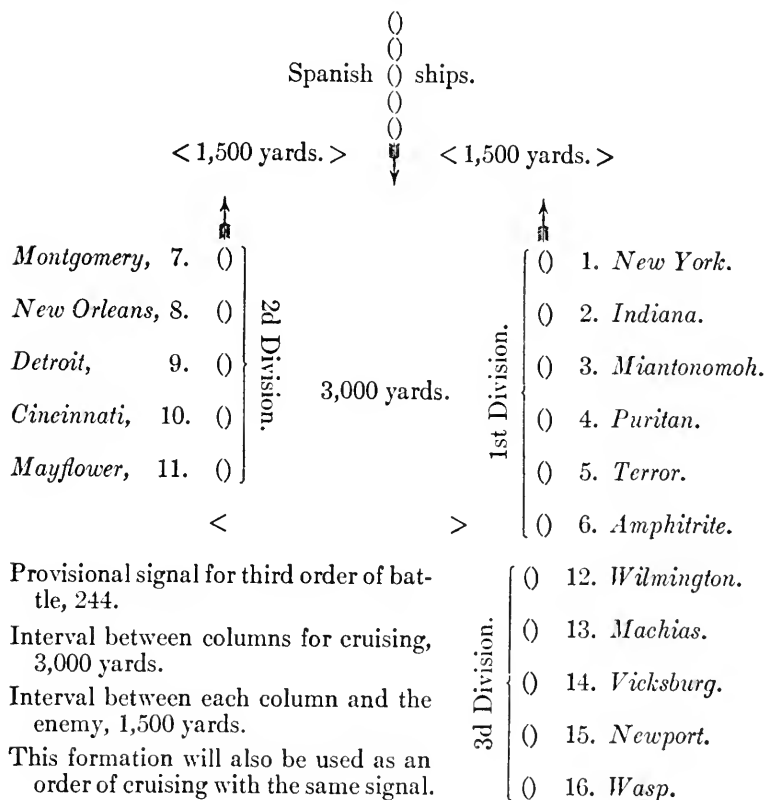 Spanish () ships.
< 1,500 yards. > < 1,500 yards. >
Montgomery, 7. ()
New Orleans, 8. ()
Detroit, 9. ()
Cincinnati, 10. ()
Mayflower, 11. ()
2d Division.
3,000 yards.
< >
1st Division.
() 1. New York.
() 2. Indiana.
() 3. Miantonomoh.
() 4. Puritan.
() 5. Terror.
() 6. Amphitrite.
Provisional signal for third order of bat-
tle, 244.
Interval between columns for cruising,
3,000 yards.
Interval between each column and the
enemy, 1,500 yards.
This formation will also be used as an
order of cruising with the same signal.
3d Division.
() 12. Wilmington.
() 13. Machias.
() 14. Vicksburg.
() 15. Newport.
() 16. Wasp.